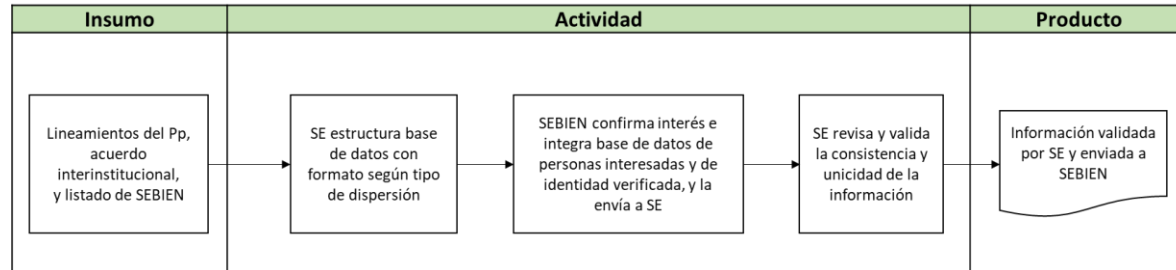 Insumo
Actividad
Producto
Lineamientos del Pp,
acuerdo
interinstitucional,
y listado de SEBIEN
SE estructura base
de datos con
formato según tipo
de dispersión
SEBIEN confirma interés e
integra base de datos de
personas interesadas y de
identidad verificada, y la
envía a SE
SE revisa y valida
la consistencia y
unicidad de la
información
Información validada
por SE y enviada a
SEBIEN